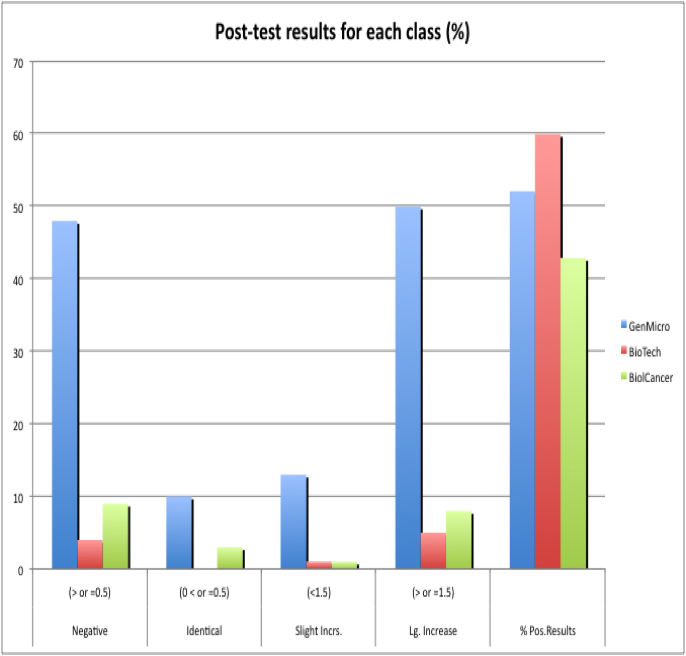 Post-test results for each class (%)
70
60
50
40
30
20
10
0
GenMicro
BioTech
BiolCancer
(> or =0.5) (0 < or =0.5) (<1.5) (> or =1.5)
Negative Identical Slight Incrs. Lg. Increase % Pos.Results